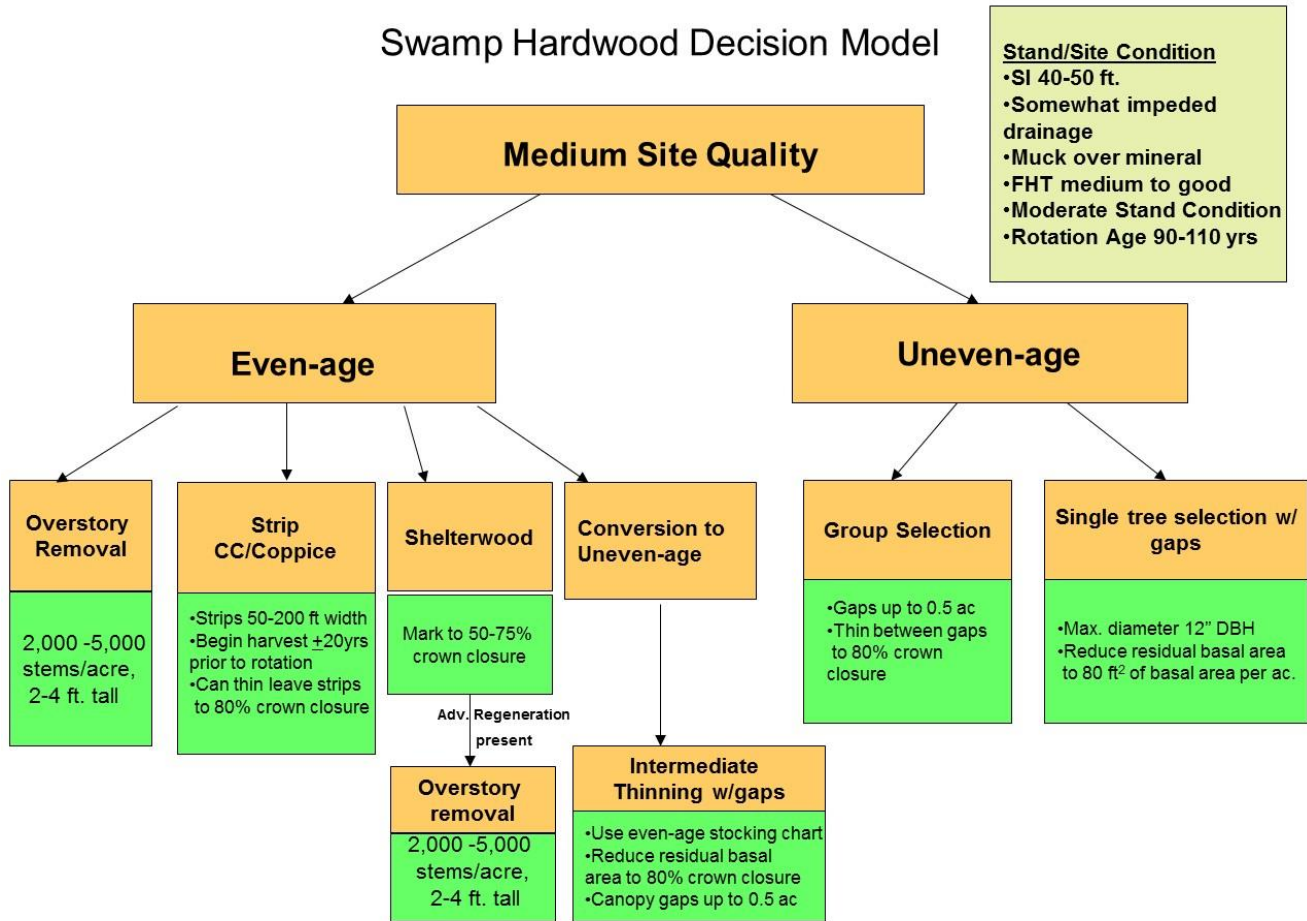 Swamp Hardwood Decision Model
Stand/Site Condition
•SI 40-50 ft.
•Somewhat impeded
drainage
•Muck over mineral
•FHT medium to good
•Moderate Stand Condition
•Rotation Age 90-110 yrs
Medium Site Quality
Even-age
Uneven-age
Overstory
Removal
2,000 -5,000
stems/acre,
2-4 ft. tall
Strip
CC/Coppice
•Strips 50-200 ft width
•Begin harvest ±20yrs
prior to rotation
•Can thin leave strips
to 80% crown closure
Shelterwood
Mark to 50-75%
crown closure
Adv. Regeneration
present
Overstory
removal
2,000 -5,000
stems/acre,
2-4 ft. tall
Conversion to
Uneven-age
Intermediate
Thinning w/gaps
•Use even-age stocking chart
•Reduce residual basal
area to 80% crown closure
•Canopy gaps up to 0.5 ac
Group Selection
•Gaps up to 0.5 ac
•Thin between gaps
to 80% crown
closure
Single tree selection w/
gaps
•Max. diameter 12” DBH
•Reduce residual basal area
to 80 ft² of basal area per ac.